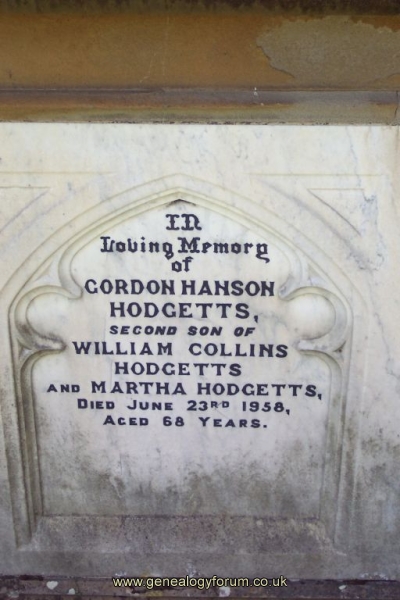 In
Loving Memory
of
GORDON HANSON
HODGETTS,
SECOND SON OF
WILLIAM COLLINS
HODGETTS
AND MARTHA HODGETTS,
DIED JUNE 23RD 1958,
AGED 68 YEARS.
www.genealogyforum.co.uk